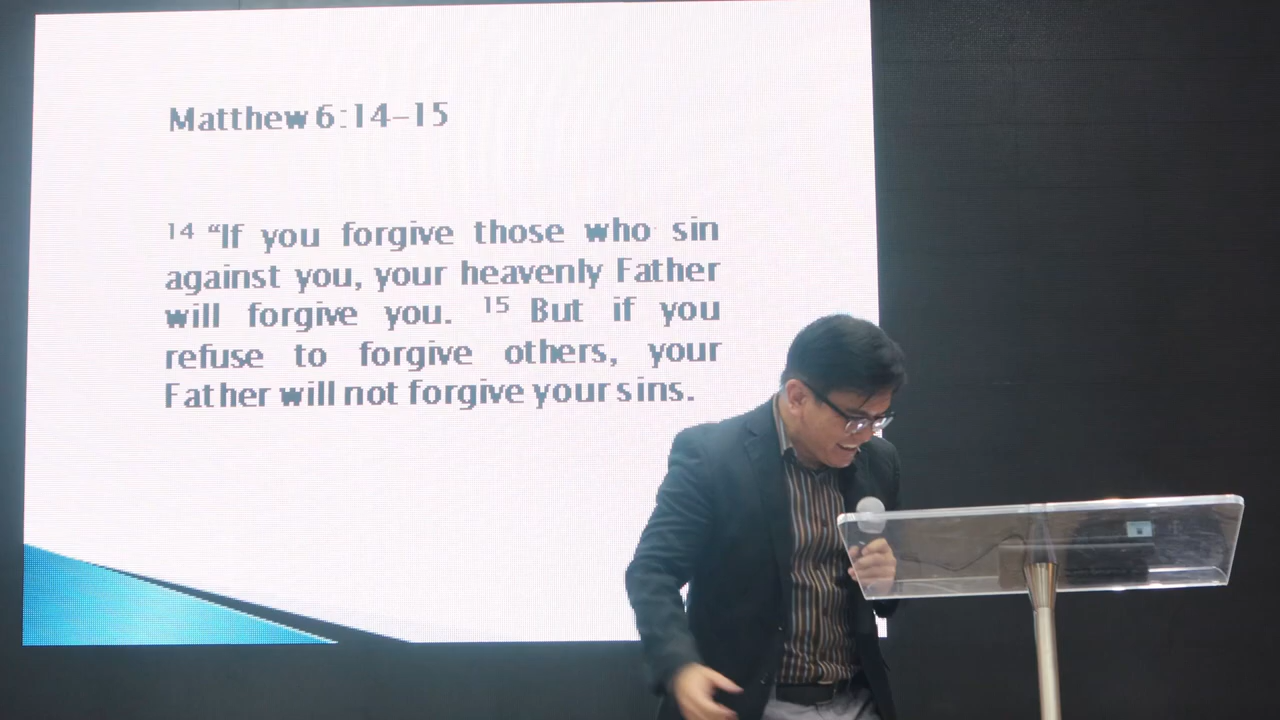 Matthew 6:14–15
14 “If you forgive those who sin
against you, your heavenly Father
will forgive you. 15 But if you
refuse to forgive others, your
Father will not forgive your sins.